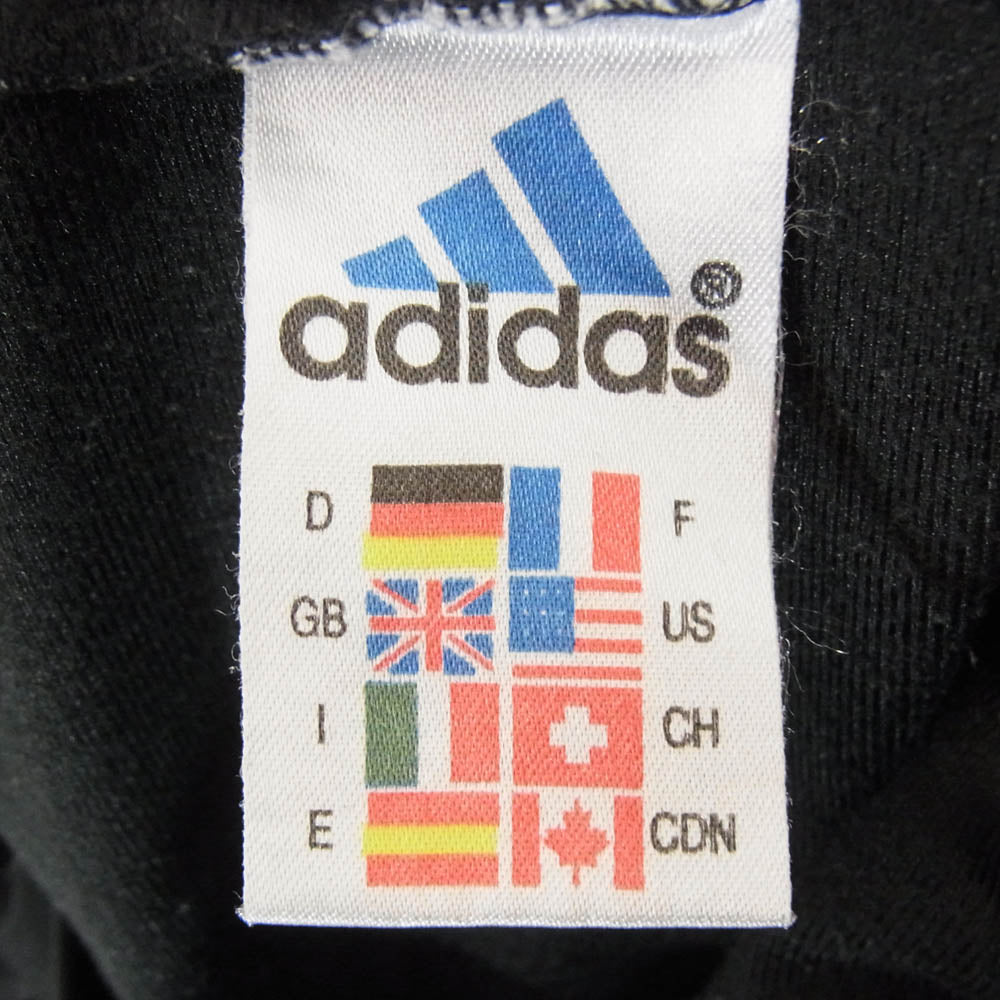 adidas®
D F
GB US
I CH
E CDN